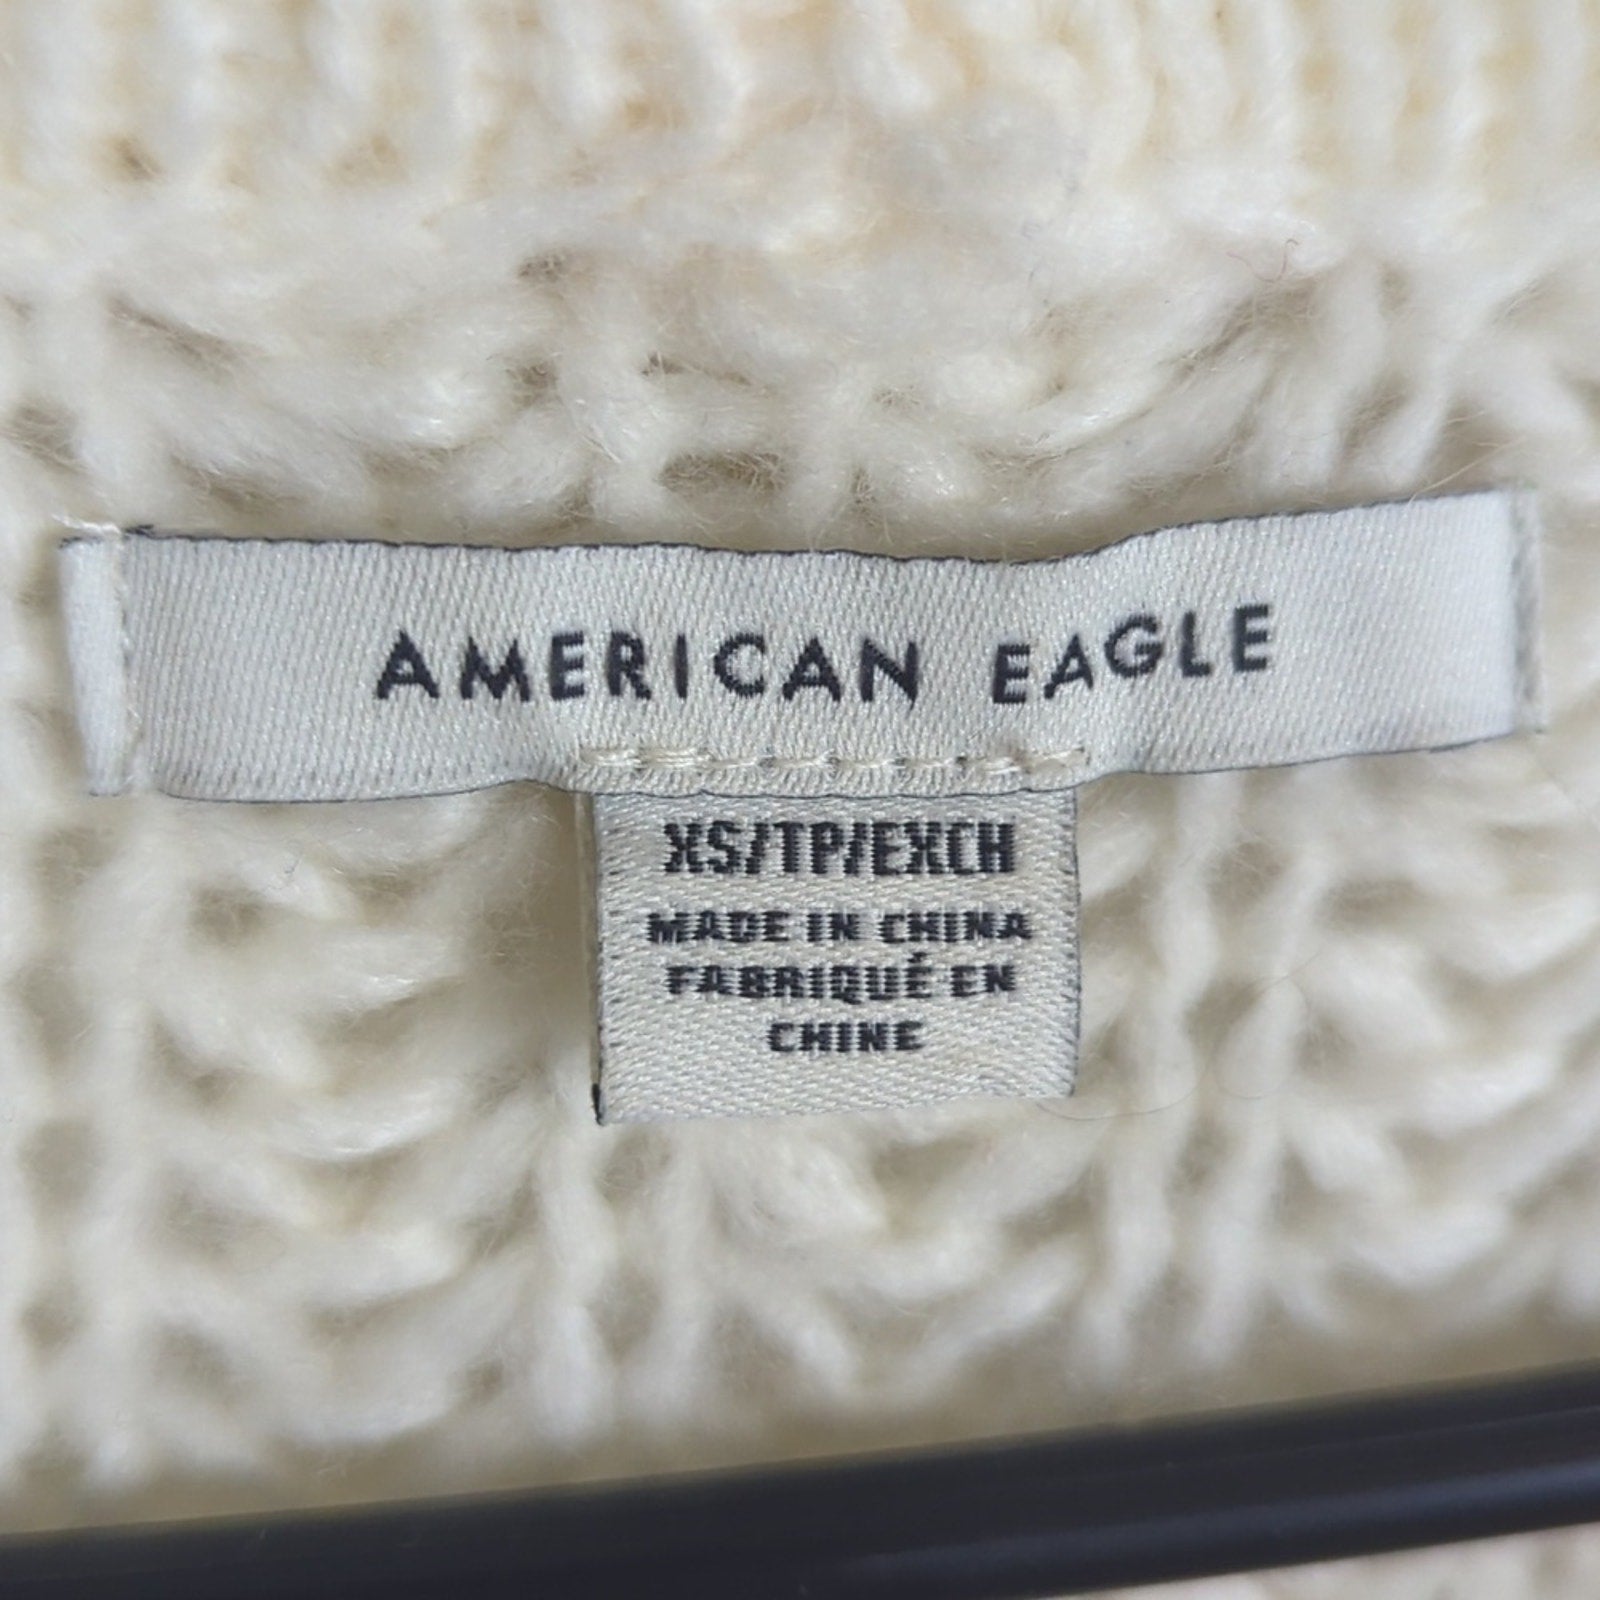 AMERICAN EAGLE
XS/TP/EXCH
MADE IN CHINA
FABRIQUÉ EN
CHINE